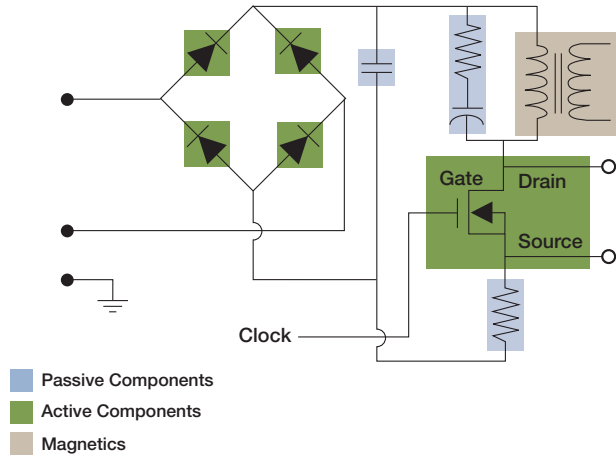 Gate
Drain
Source
Clock
Passive Components
Active Components
Magnetics